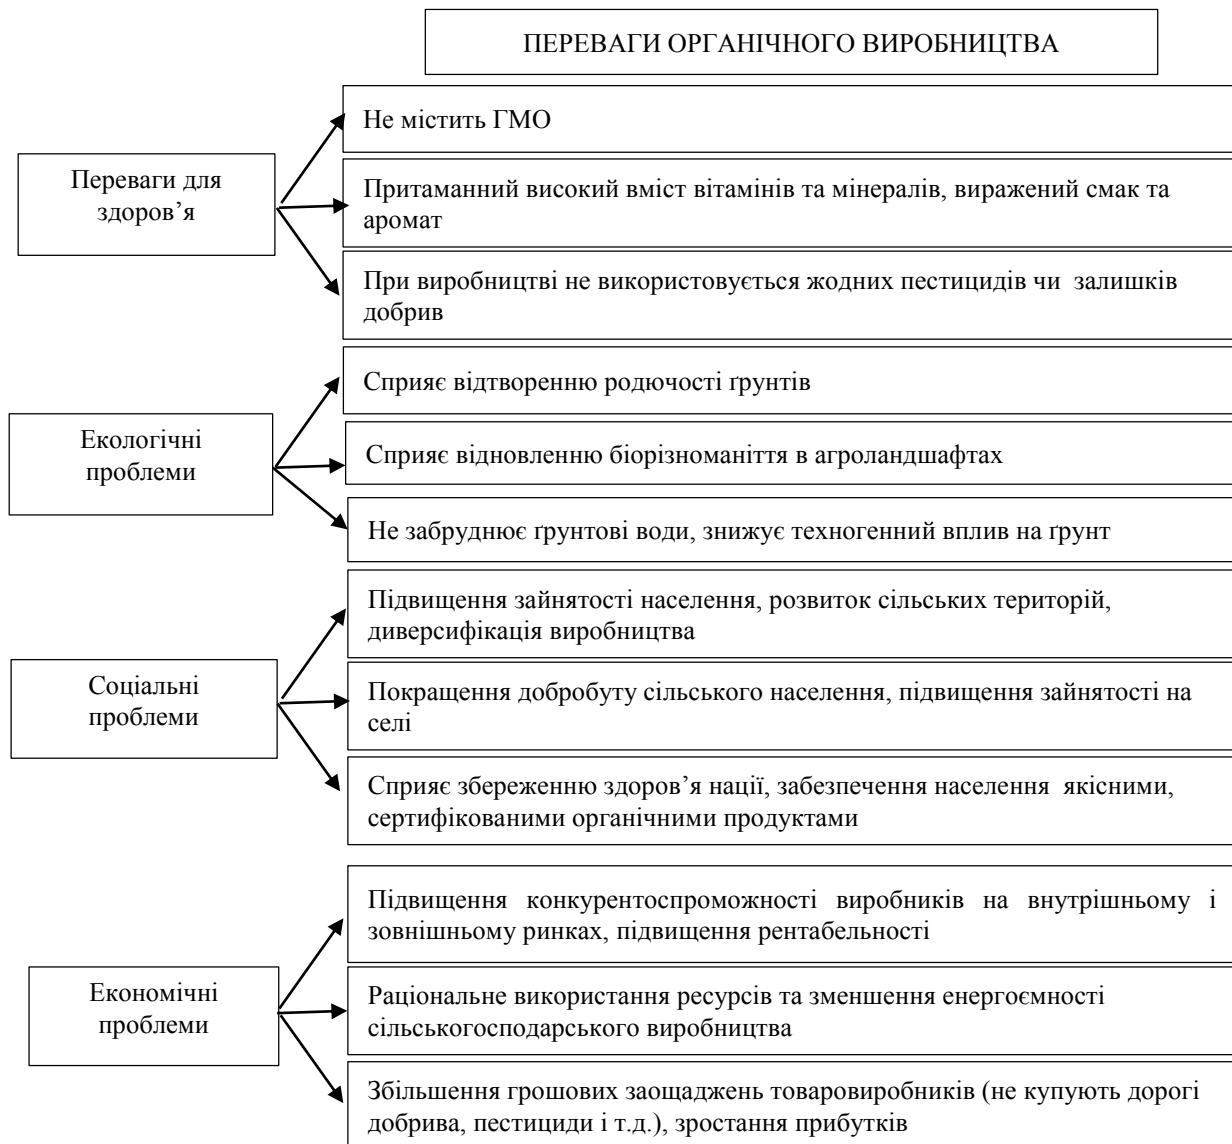 ПЕРЕВАГИ ОРГАНІЧНОГО ВИРОБНИЦТВА
Переваги для
здоров’я
Не містить ГМО
Притаманний високий вміст вітамінів та мінералів, виражений смак та
аромат
При виробництві не використовується жодних пестицидів чи залишків
добрив
Екологічні
проблеми
Сприяє відтворенню родючості ґрунтів
Сприяє відновленню біорізноманіття в агроландшафтах
Не забруднює ґрунтові води, знижує техногенний вплив на ґрунт
Соціальні
проблеми
Підвищення зайнятості населення, розвиток сільських територій,
диверсифікація виробництва
Покращення добробуту сільського населення, підвищення зайнятості на
селі
Сприяє збереженню здоров’я нації, забезпечення населення якісними,
сертифікованими органічними продуктами
Економічні
проблеми
Підвищення конкурентоспроможності виробників на внутрішньому і
зовнішньому ринках, підвищення рентабельності
Раціональне використання ресурсів та зменшення енергоємності
сільськогосподарського виробництва
Збільшення грошових заощаджень товаровиробників (не купують дорогі
добрива, пестициди і т.д.), зростання прибутків